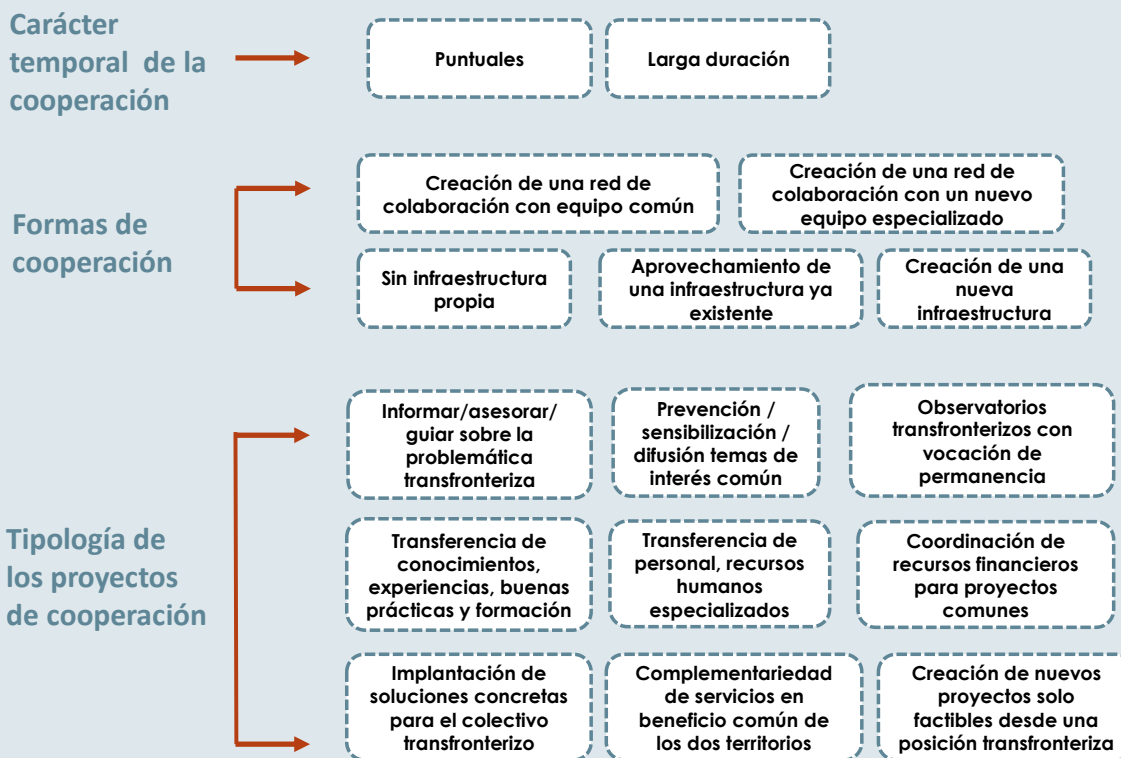 Carácter
temporal de la
cooperación
Puntuales
Larga duración
Formas de
cooperación
Creación de una red de
colaboración con equipo común
Creación de una red de
colaboración con un nuevo
equipo especializado
Sin infraestructura
propia
Aprovechamiento de
una infraestructura ya
existente
Creación de una
nueva
infraestructura
Tipología de
los proyectos
de cooperación
Informar/asesorar/
guiar sobre la
problemática
transfronteriza
Prevención /
sensibilización /
difusión temas de
interés común
Observatorios
transfronterizos con
vocación de
permanencia
Transferencia de
conocimientos,
experiencias, buenas
prácticas y formación
Transferencia de
personal, recursos
humanos
especializados
Coordinación de
recursos financieros
para proyectos
comunes
Implantación de
soluciones concretas
para el colectivo
transfronterizo
Complementariedad
de servicios en
beneficio común de
los dos territorios
Creación de nuevos
proyectos solo
factibles desde una
posición transfronteriza